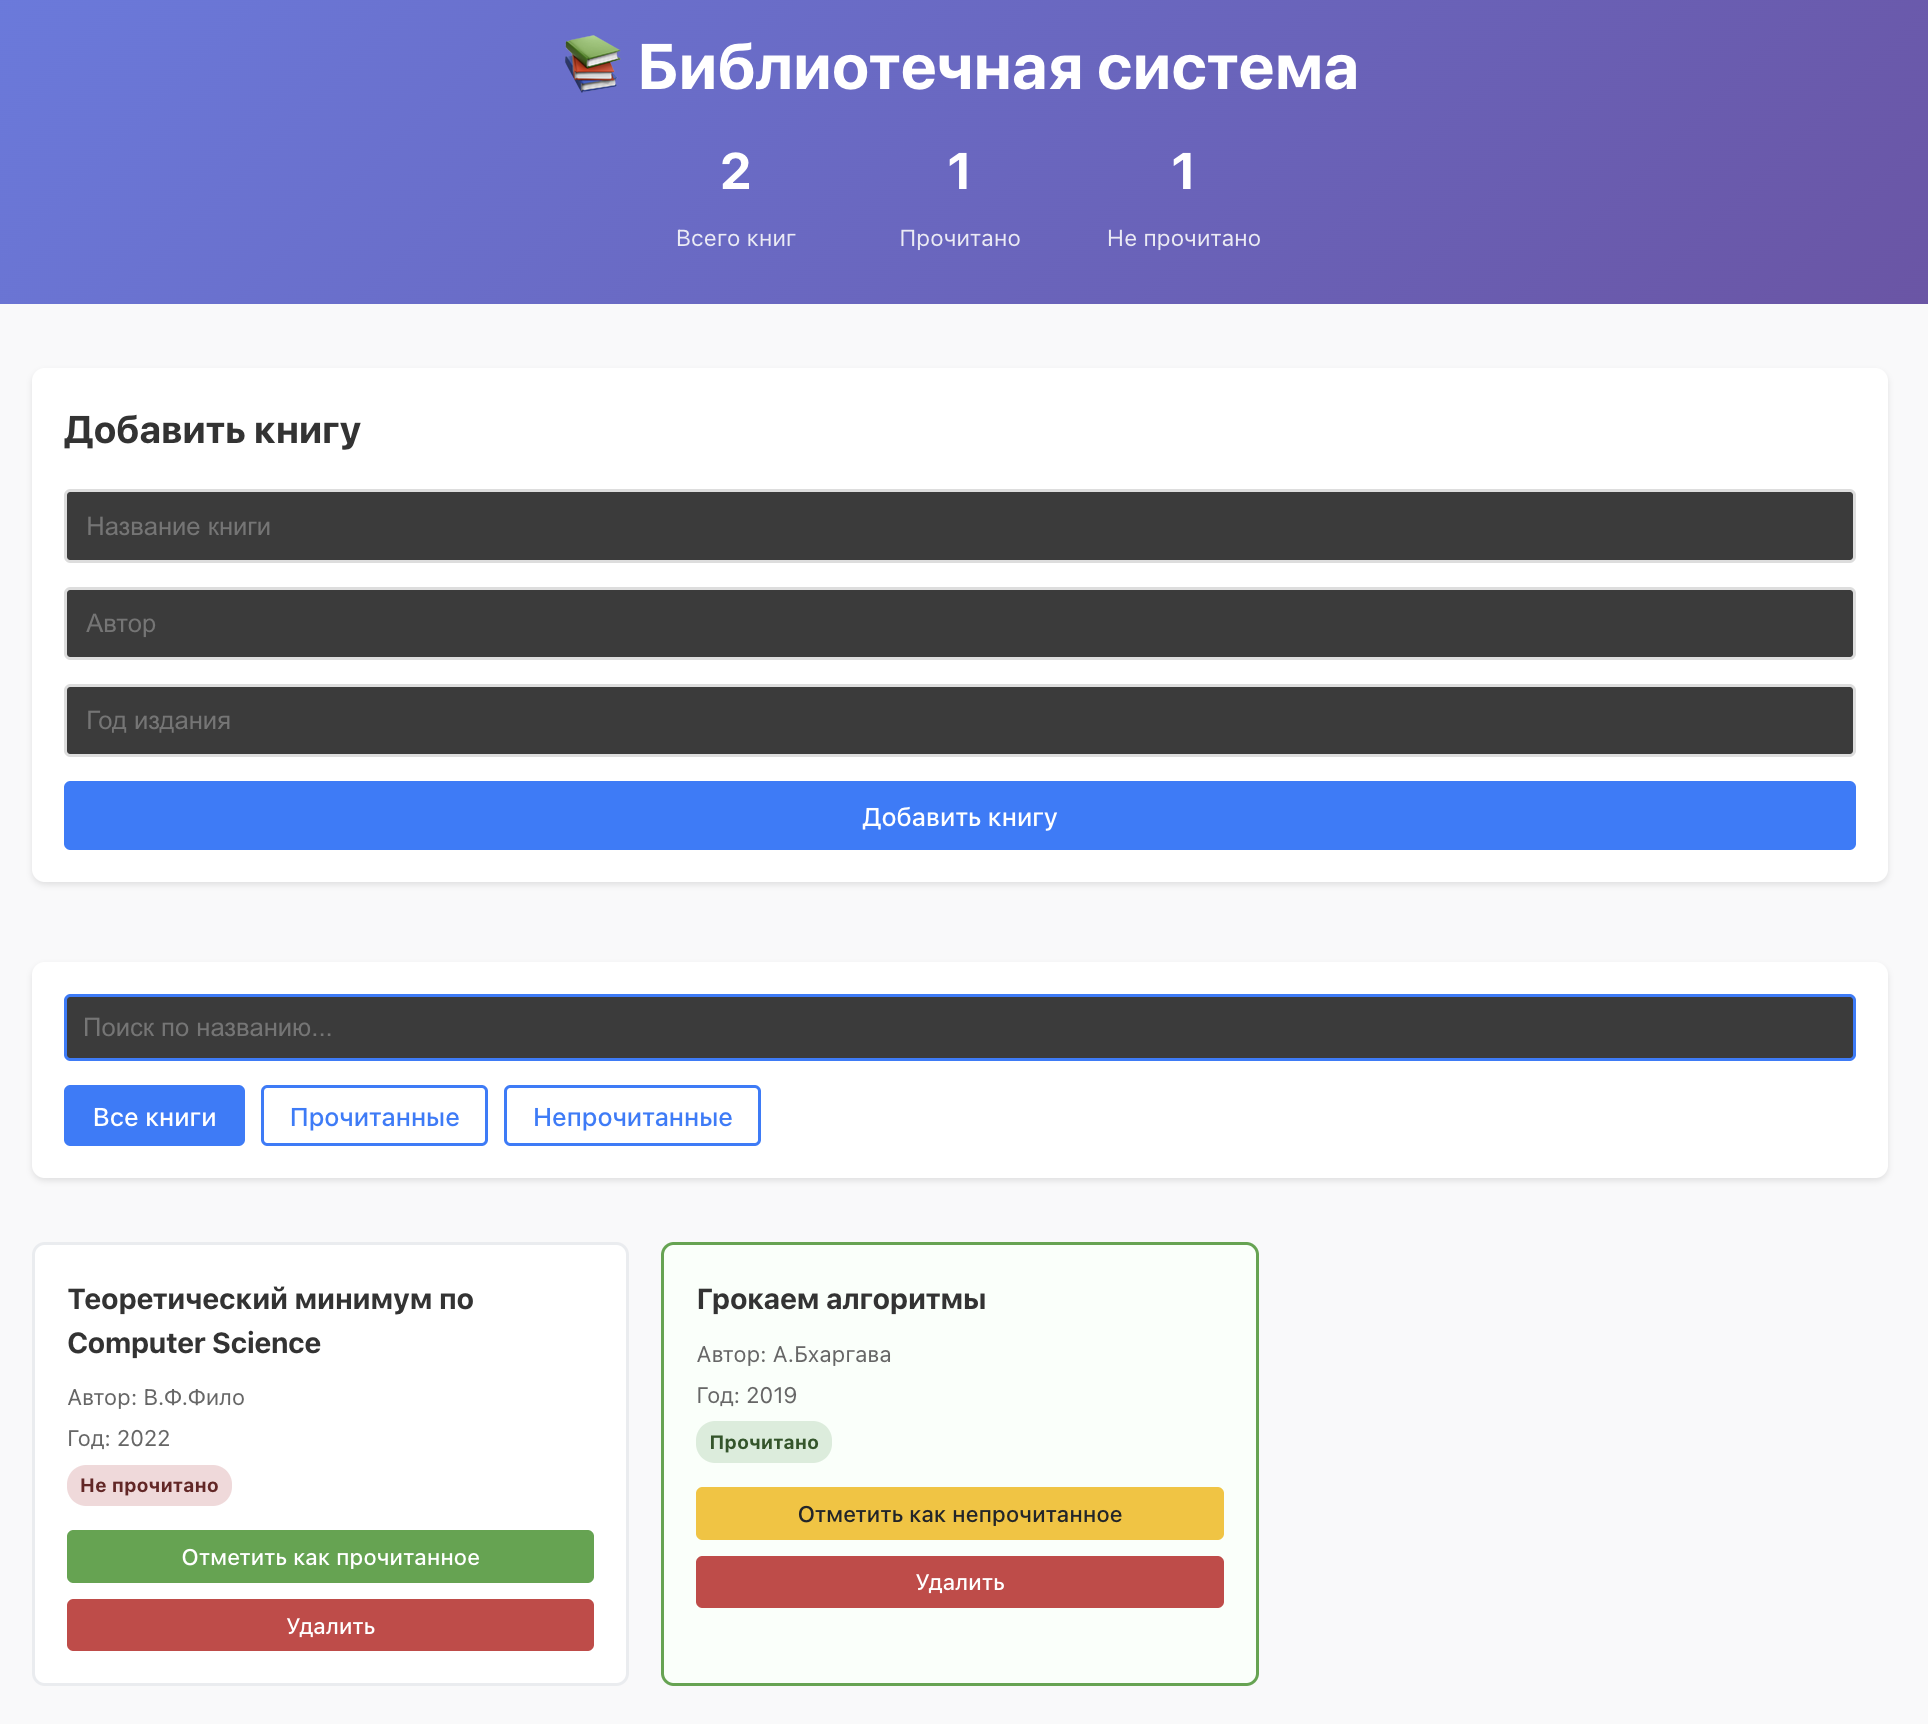 Библиотечная система
2
1
1
Всего книг
Прочитано
Не прочитано
Добавить книгу
Название книги
Автор
Год издания
Добавить книгу
Поиск по названию...
Все книги
Прочитанные
Непрочитанные
Теоретический минимум по
Computer Science
Автор: В.Ф.Фило
Год: 2022
Не прочитано
Отметить как прочитанное
Удалить
Грокаем алгоритмы
Автор: А.Бхаргава
Год: 2019
Прочитано
Отметить как непрочитанное
Удалить